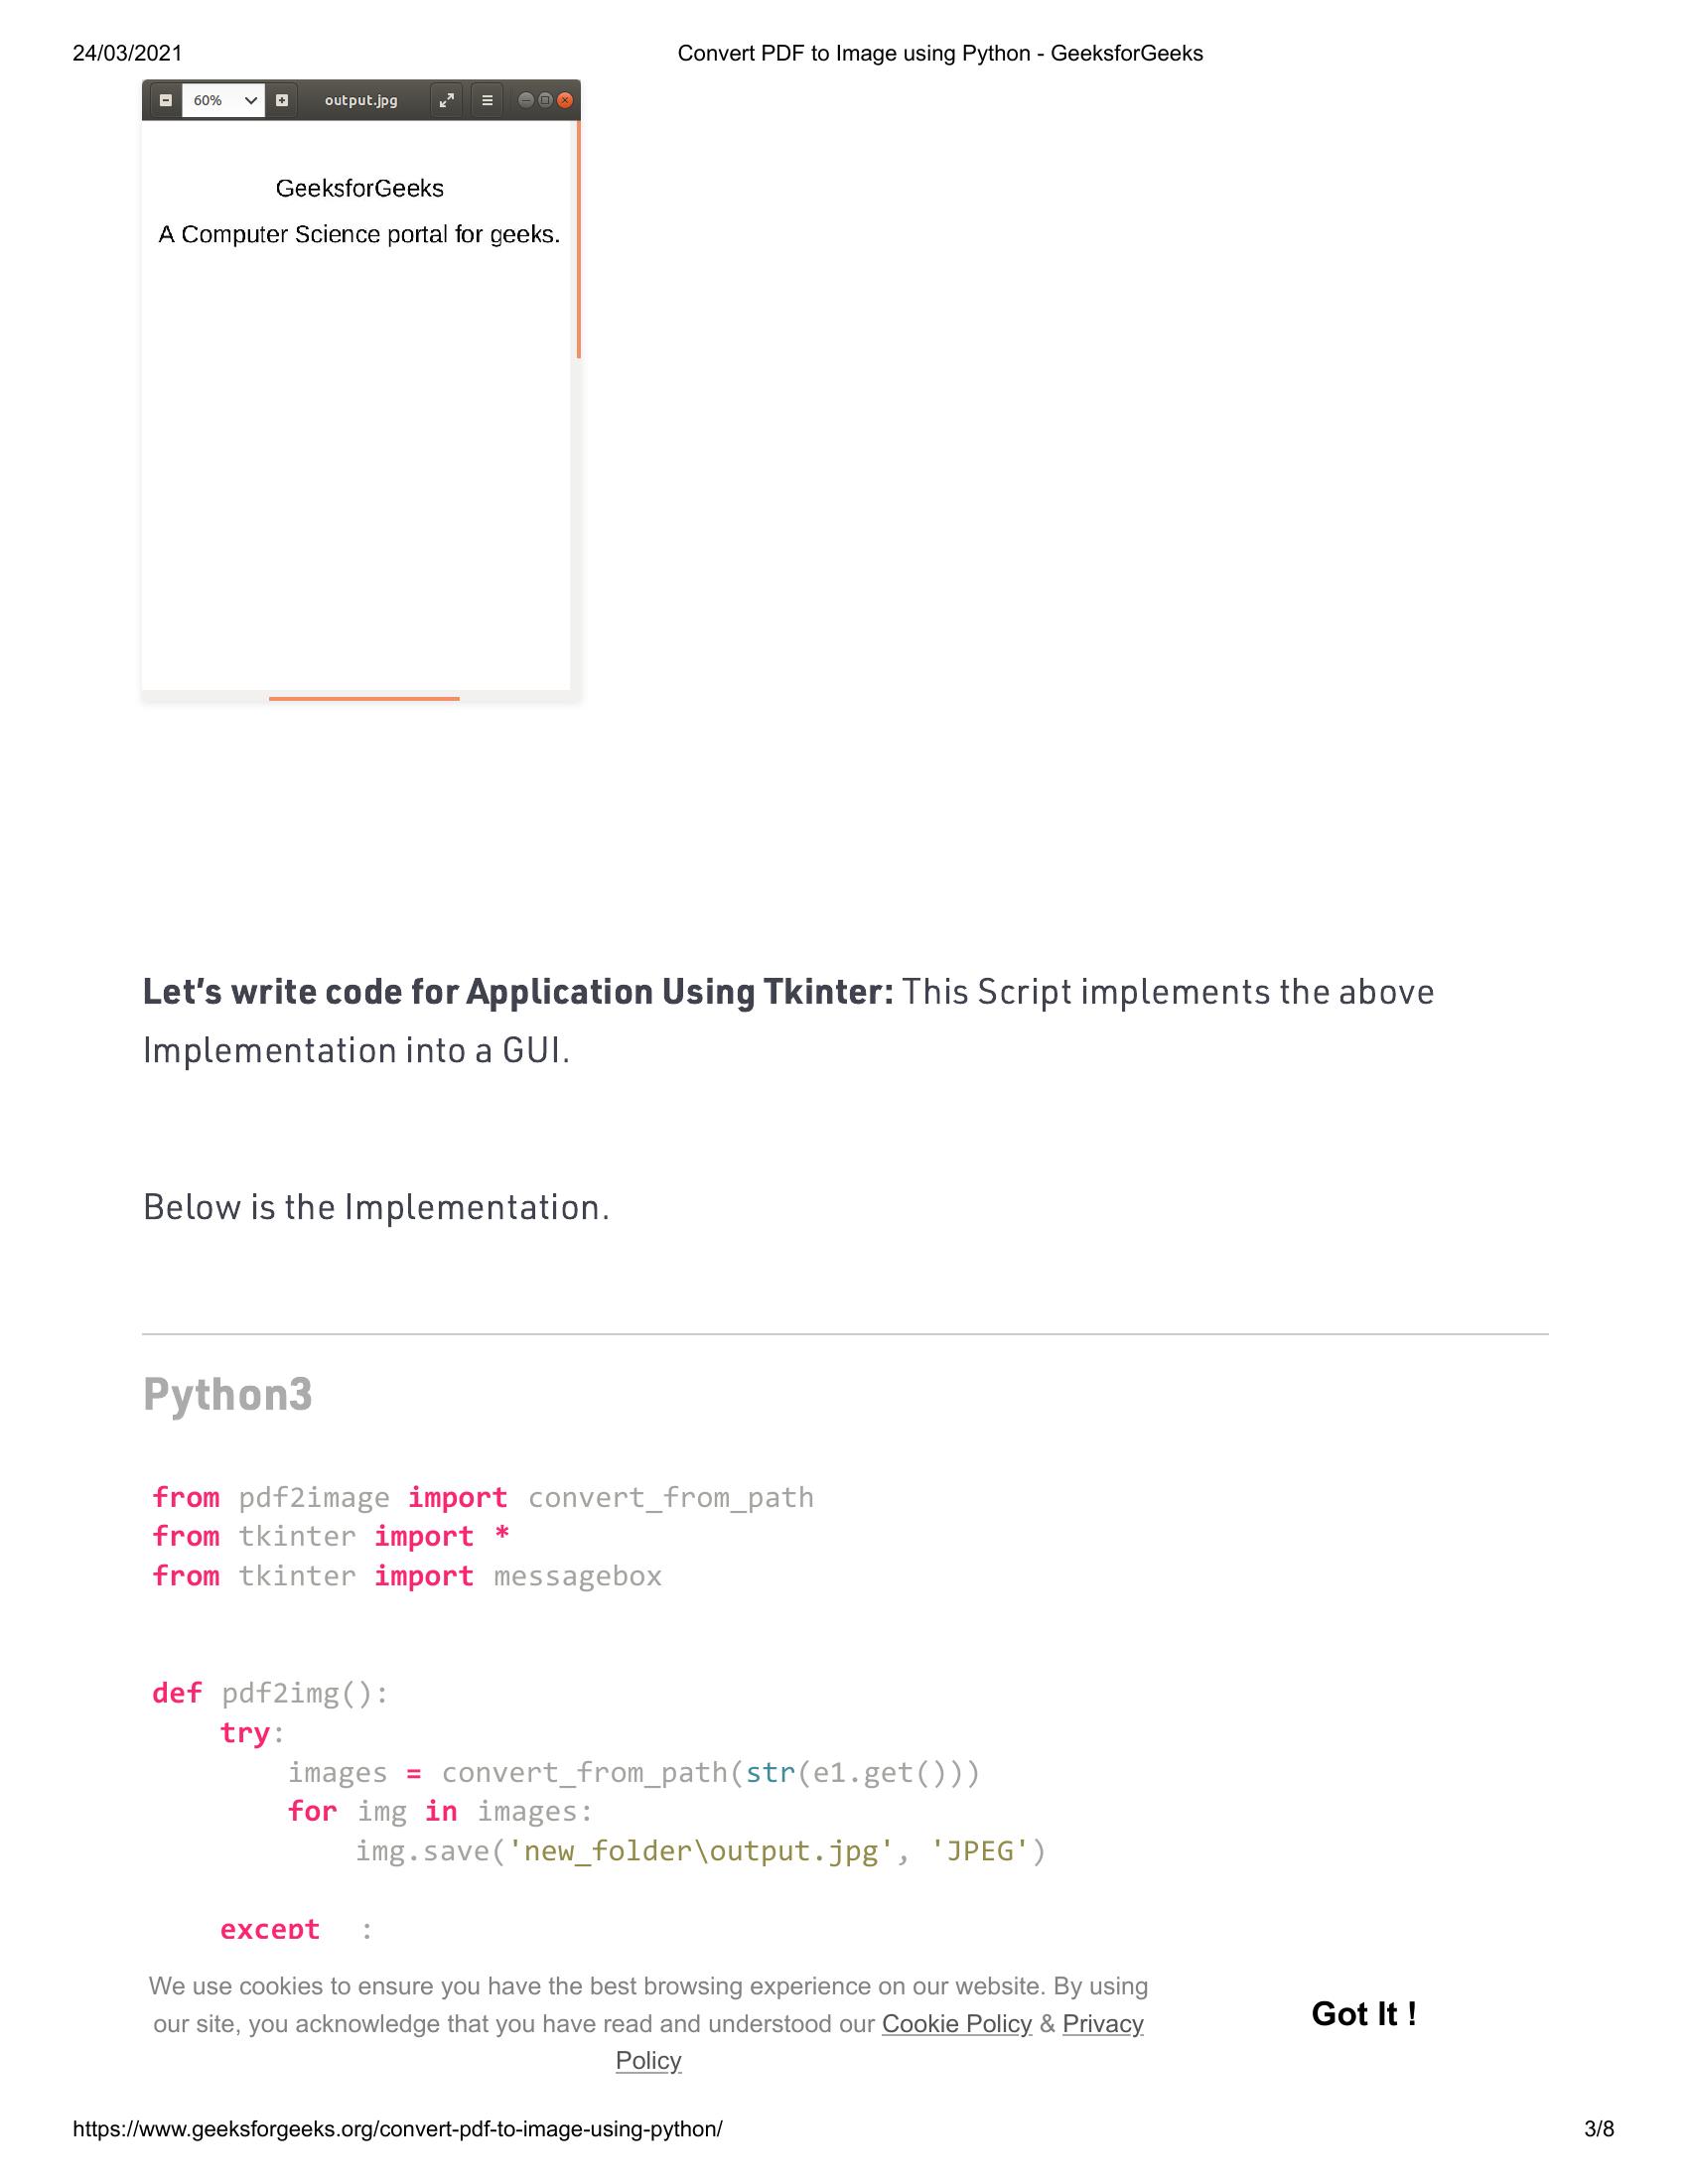 24/03/2021 Convert PDF to Image using Python - GeeksforGeeks
60% output.jpg
GeeksforGeeks
A Computer Science portal for geeks.
Let’s write code for Application Using Tkinter: This Script implements the above
Implementation into a GUI.
Below is the Implementation.
Python3
from pdf2image import convert_from_path
from tkinter import *
from tkinter import messagebox
def pdf2img():
    try:
        images = convert_from_path(str(e1.get()))
        for img in images:
            img.save('new_folder\output.jpg', 'JPEG')
    except  :
We use cookies to ensure you have the best browsing experience on our website. By using
our site, you acknowledge that you have read and understood our Cookie Policy & Privacy
Policy
Got It !
https://www.geeksforgeeks.org/convert-pdf-to-image-using-python/ 3/8